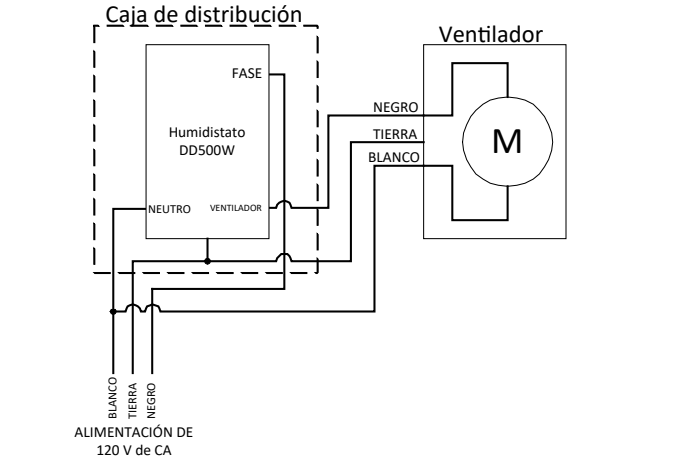 Caja de distribución
Ventilador
FASE
NEGRO
Humidistato
DD500W
TIERRA
M
BLANCO
NEUTRO
VENTILADOR
BLANCO
TIERRA
NEGRO
ALIMENTACIÓN DE
120 V de CA